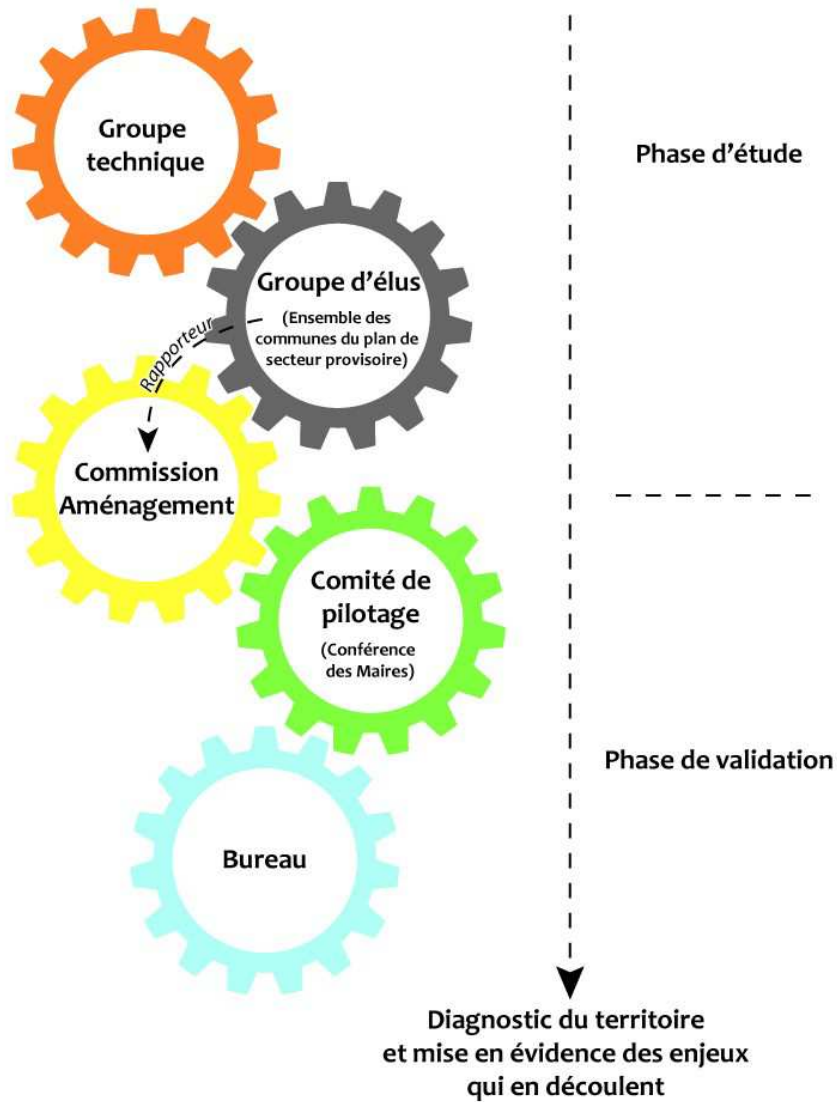 Groupe
technique
Phase d'étude
Groupe d'élus
(Ensemble des
communes du plan de
secteur provisoire)
Rapporteur
Commission
Aménagement
Comité de
pilotage
(Conférence
des Maires)
Phase de validation
Bureau
Diagnostic du territoire
et mise en évidence des enjeux
qui en découlent